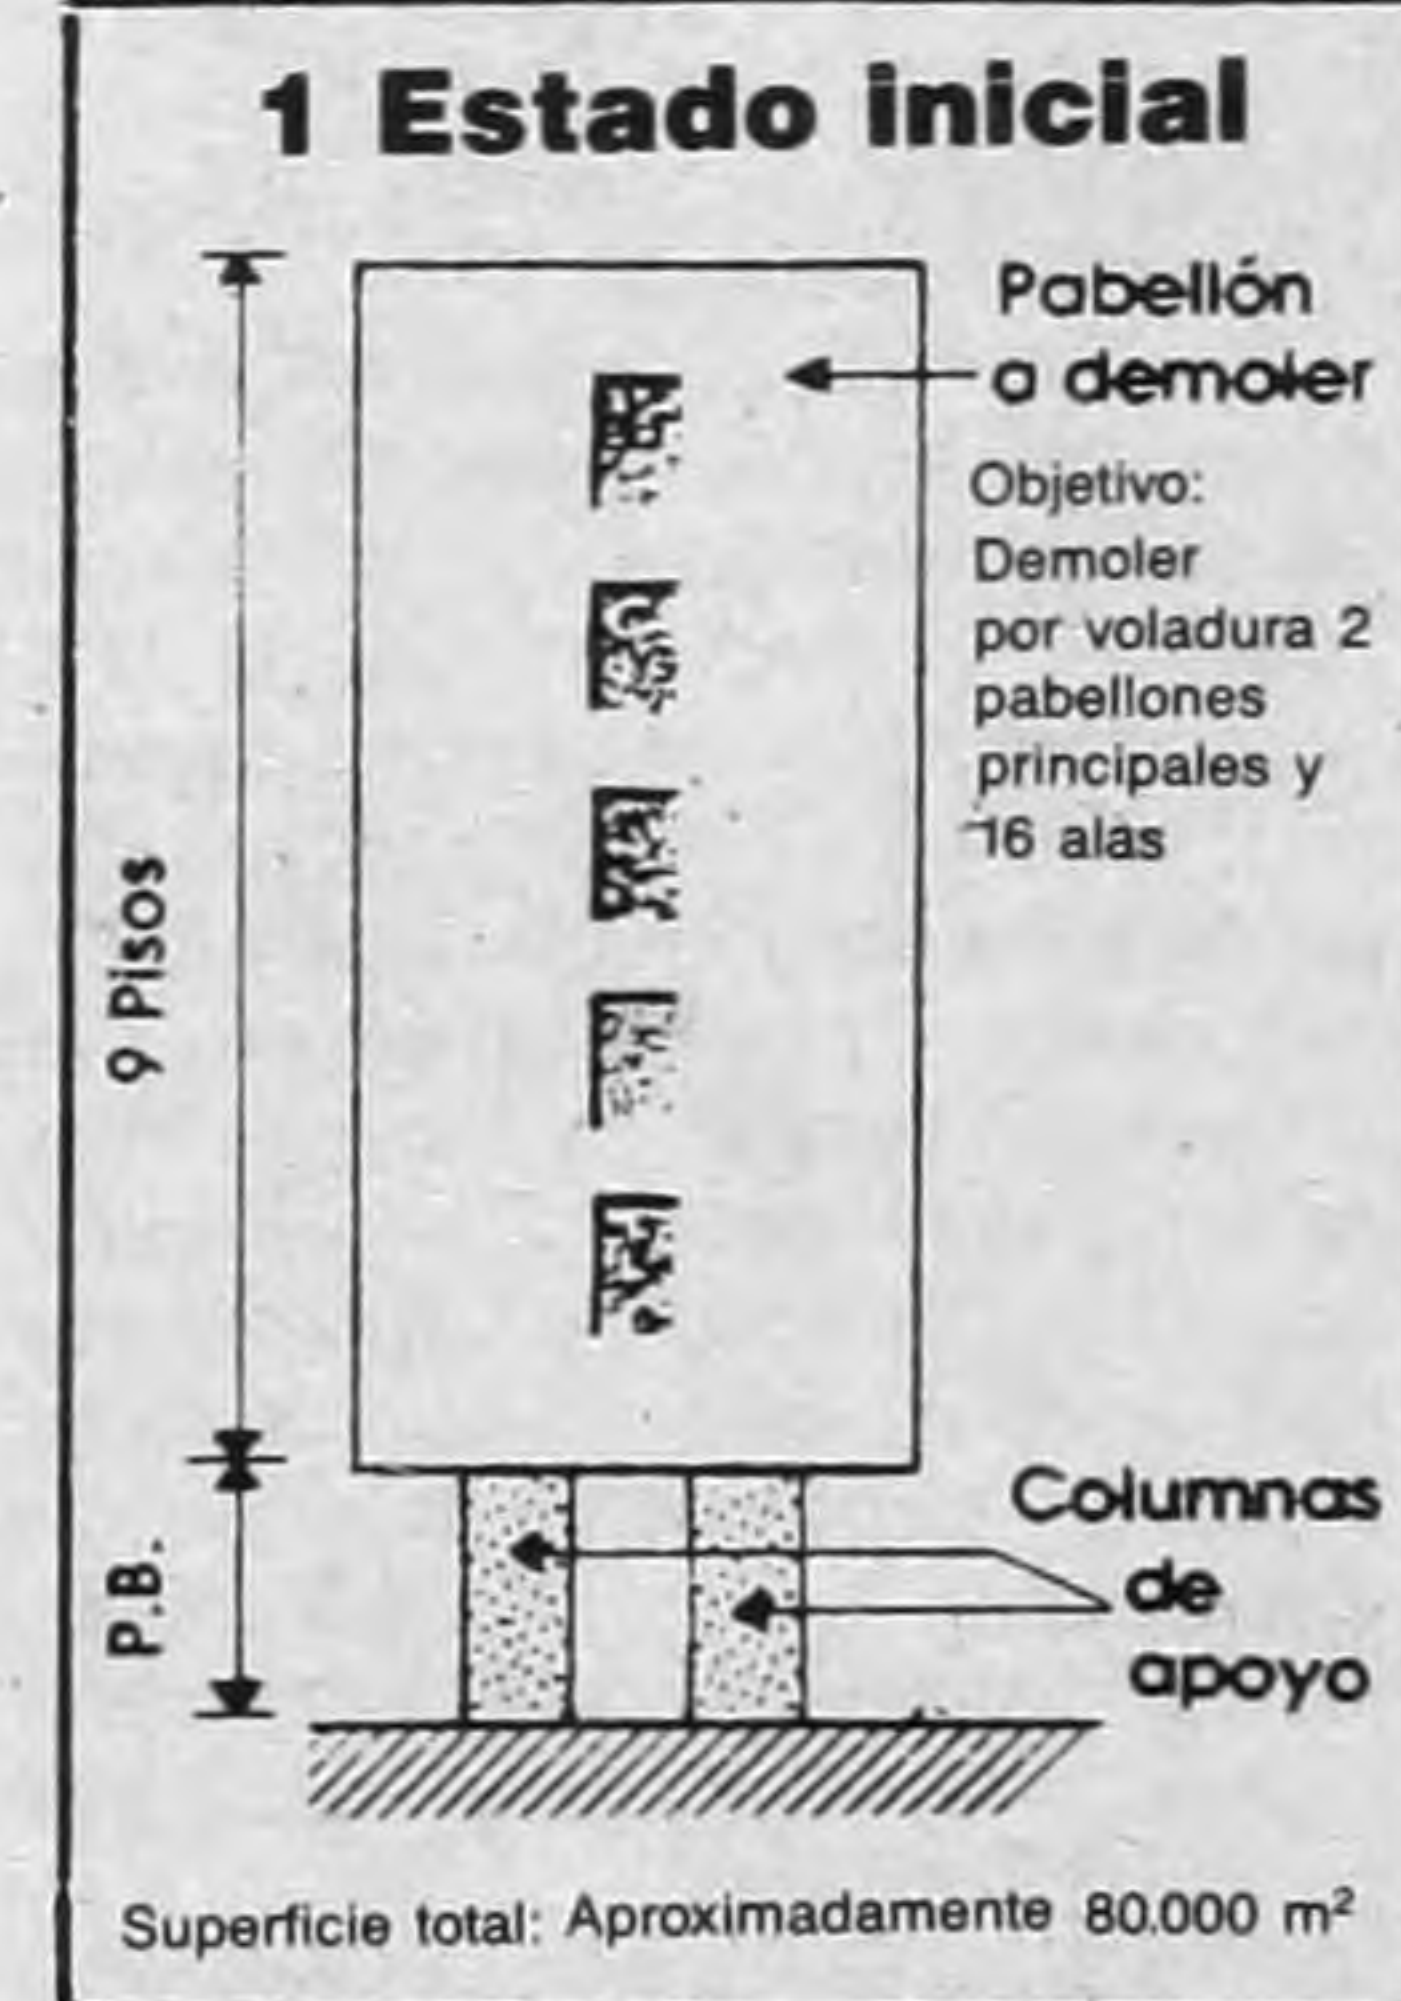 1 Estado inicial
Pabellón
a demoler
Objetivo:
Demoler
por voladura 2
pabellones
principales y
16 alas
9 Pisos
P.B.
Columnas
de
apoyo
Superficie total: Aproximadamente 80.000 m²